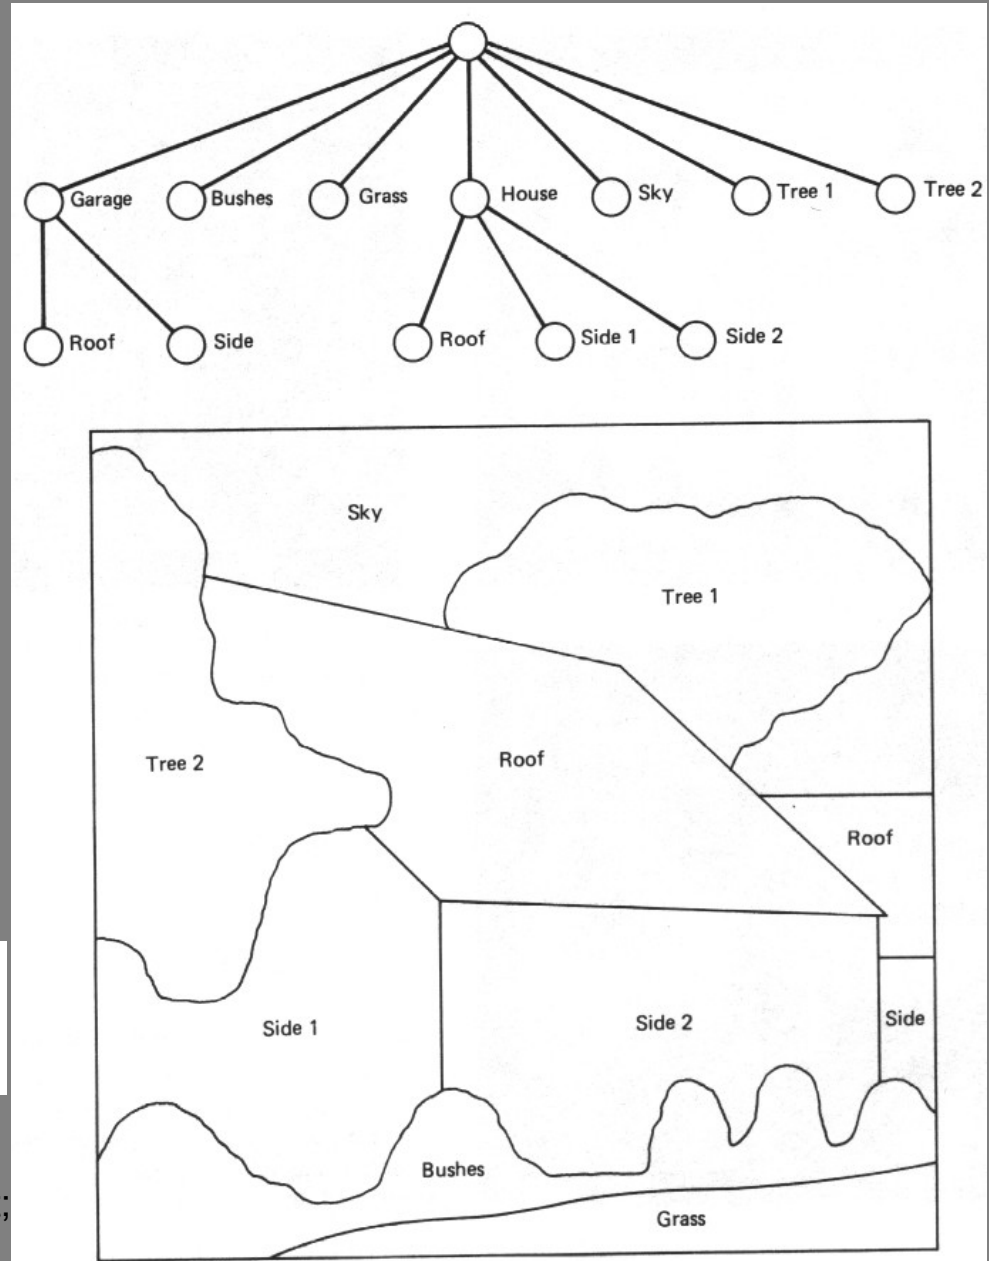 Garage
Bushes
Grass
House
Sky
Tree 1
Tree 2
Roof
Side
Roof
Side 1
Side 2
Sky
Tree 1
Tree 2
Roof
Roof
Side 1
Side 2
Side
Bushes
Grass
;